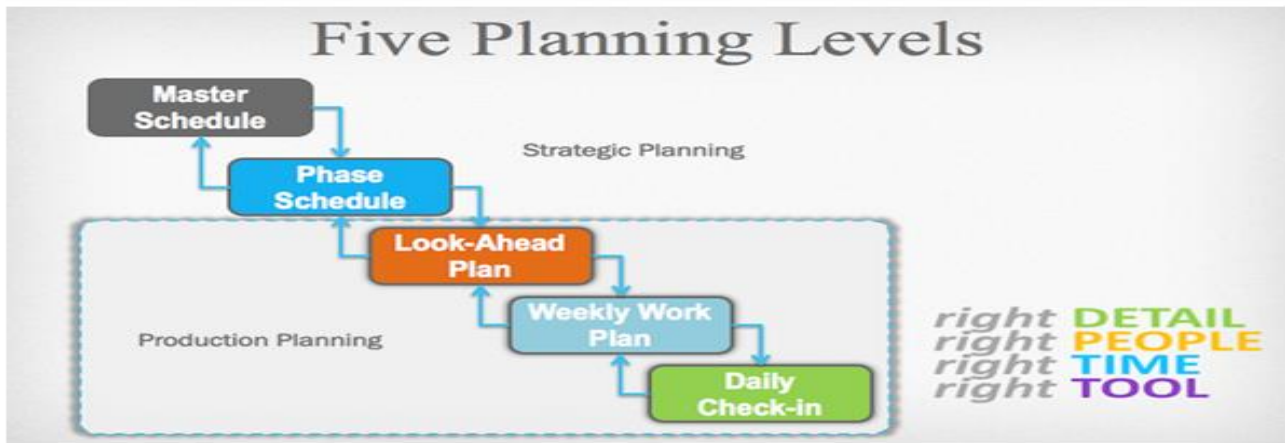 Five Planning Levels
Master
Schedule
Strategic Planning
Phase
Schedule
Look-Ahead
Plan
Weekly Work
Plan
Production Planning
Daily
Check-in
right DETAIL
right PEOPLE
right TIME
right TOOL